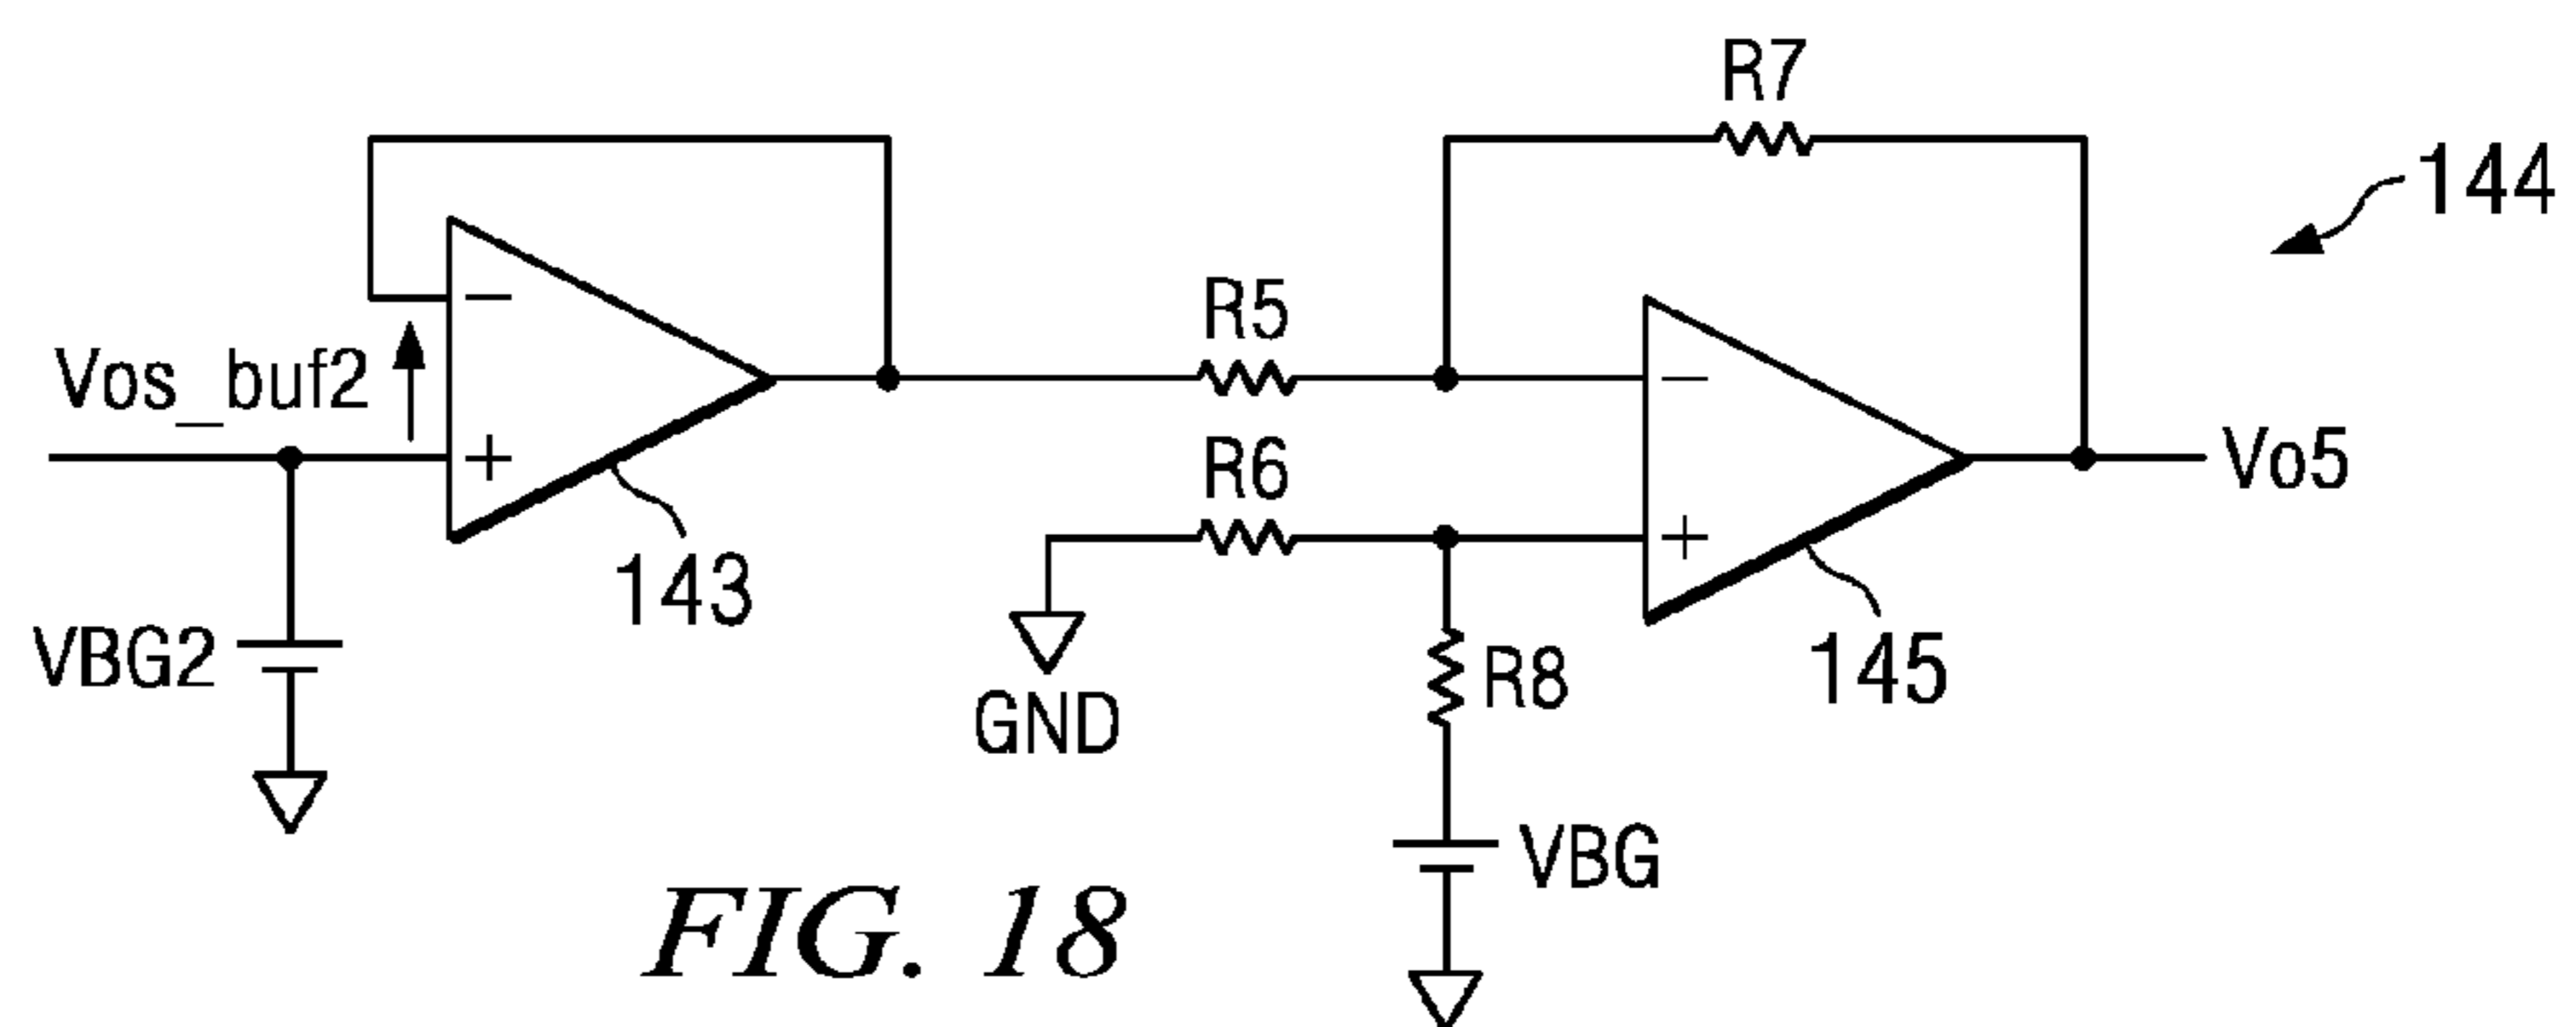 R7
144
R5
Vos_buf2
−
−
R6
+
+
Vo5
143
VBG2
GND
R8
145
VBG
FIG. 18